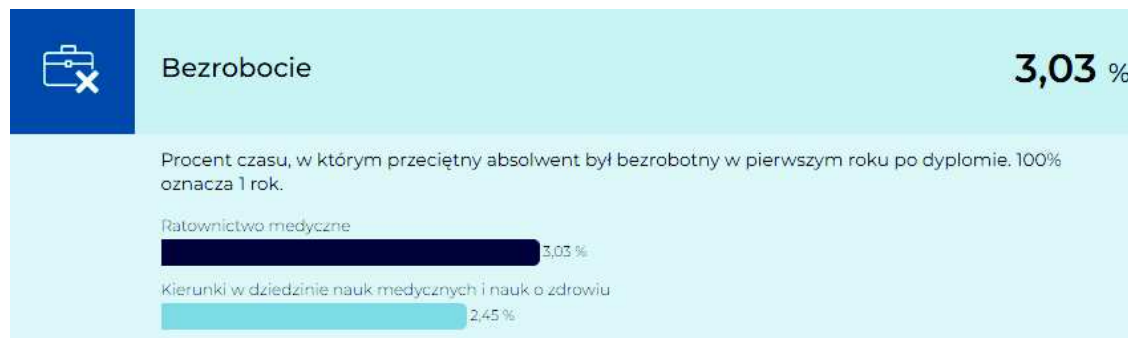 Bezrobocie
3,03 %
Procent czasu, w którym przeciętny absolwent był bezrobotny w pierwszym roku po dyplomie. 100%
oznacza 1 rok.
Ratownictwo medyczne
3,03 %
Kierunki w dziedzinie nauk medycznych i nauk o zdrowiu
2,45 %